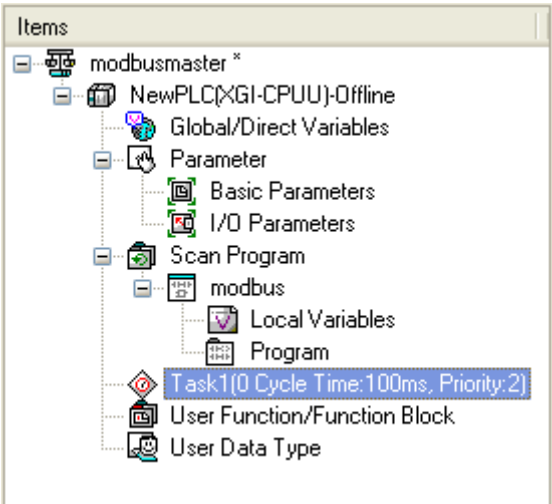 Items
modbusmaster *
NewPLC(XGI-CPUU)-Offline
Global/Direct Variables
Parameter
Basic Parameters
I/O Parameters
Scan Program
modbus
Local Variables
Program
Task1(0 Cycle Time:100ms, Priority:2)
User Function/Function Block
User Data Type